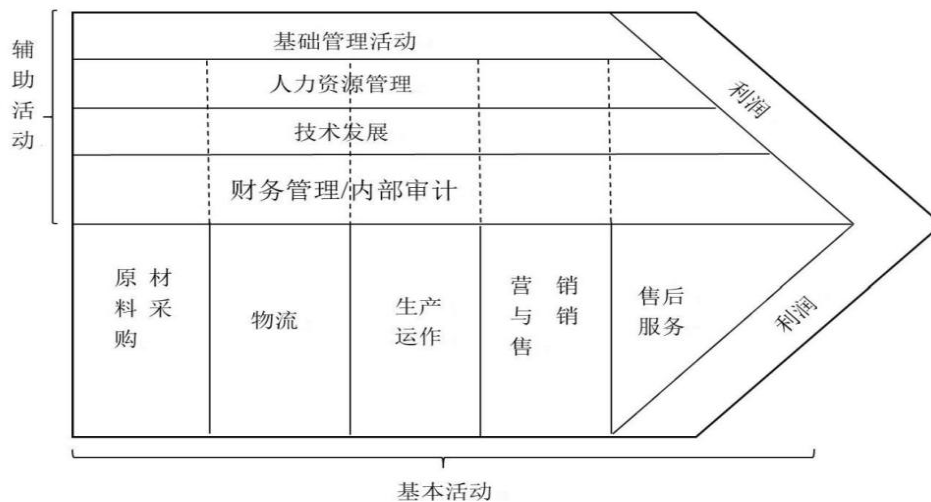 辅助活动
基础管理活动
人力资源管理
技术发展
财务管理/内部审计
利润
原 材
料 采
购
物流
生产
运作
营 销
与 销
售
售后
服务
利润
基本活动